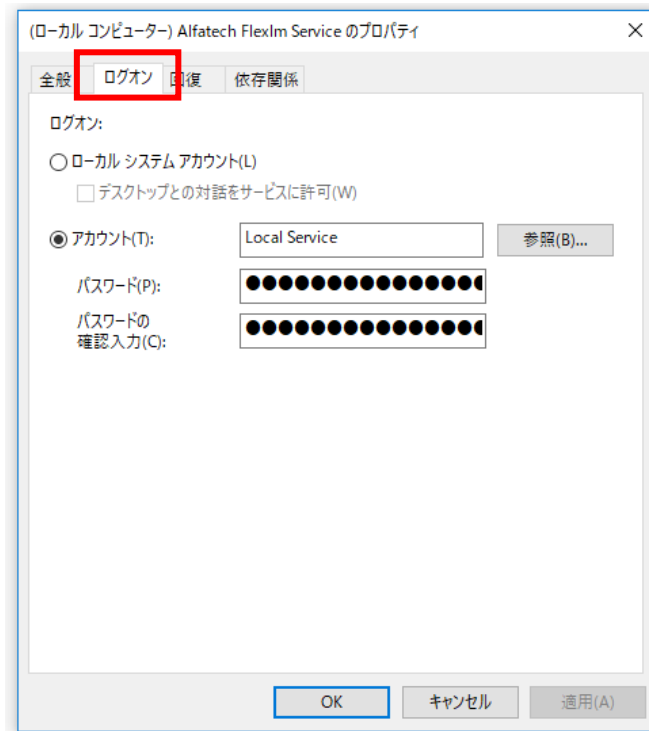 (ローカル コンピューター) Alfatech Flexlm Service のプロパティ
全般 ログオン 回復 依存関係
ログオン:
ローカル システム アカウント(L)
デスクトップとの対話をサービスに許可(W)
アカウント(T): Local Service 参照(B)...
パスワード(P): ●●●●●●●●●●●●●●●
パスワードの
確認入力(C): ●●●●●●●●●●●●●●●
OK キャンセル 適用(A)